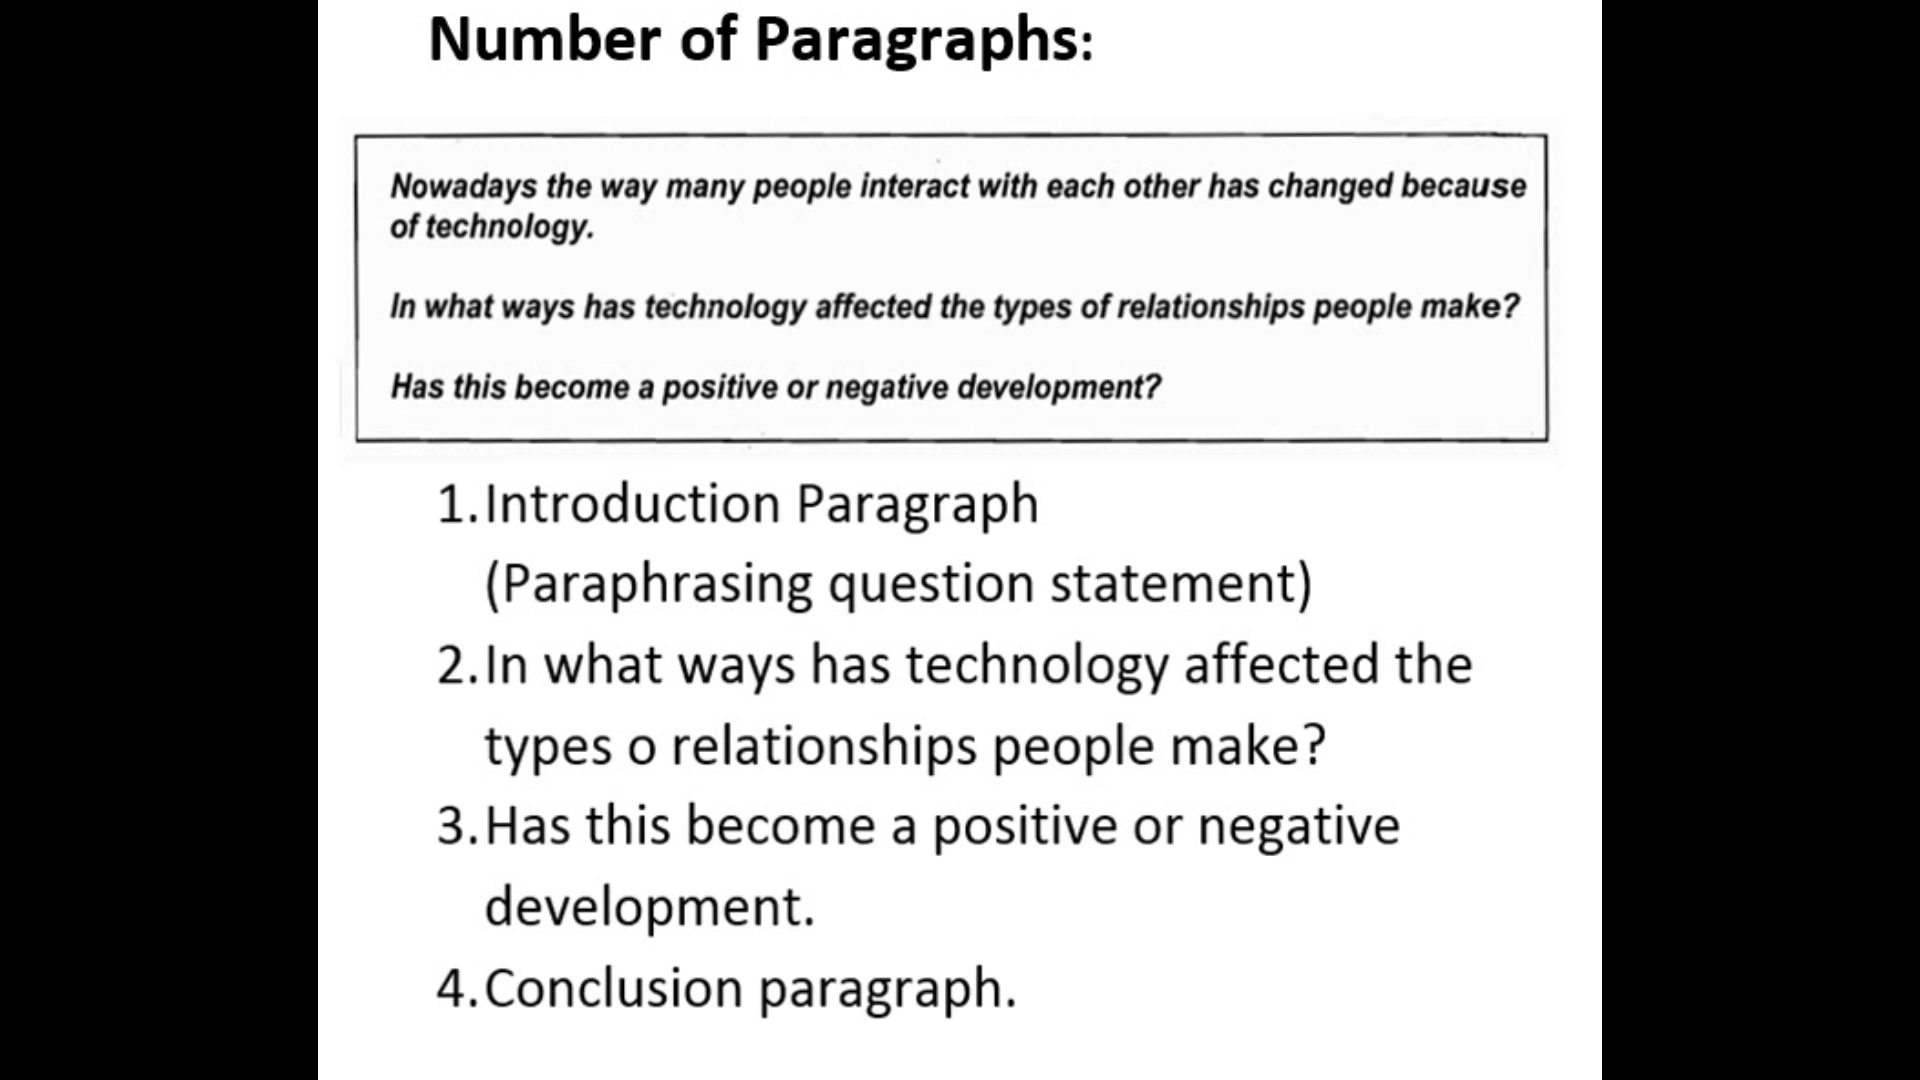 Number of Paragraphs:
Nowadays the way many people interact with each other has changed because
of technology.
In what ways has technology affected the types of relationships people make?
Has this become a positive or negative development?
1. Introduction Paragraph
(Paraphrasing question statement)
2. In what ways has technology affected the
types o relationships people make?
3. Has this become a positive or negative
development.
4. Conclusion paragraph.